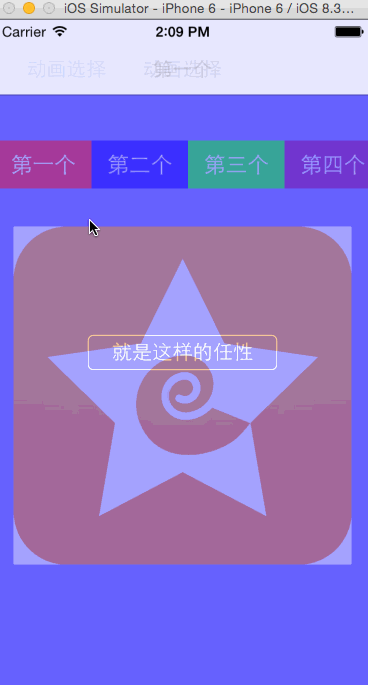 iOS Simulator - iPhone 6 - iPhone 6 / iOS 8.3...
Carrier 2:09 PM
动画选择 动画选择
第一个
第一个 第二个 第三个 第四个
就是这样的任性